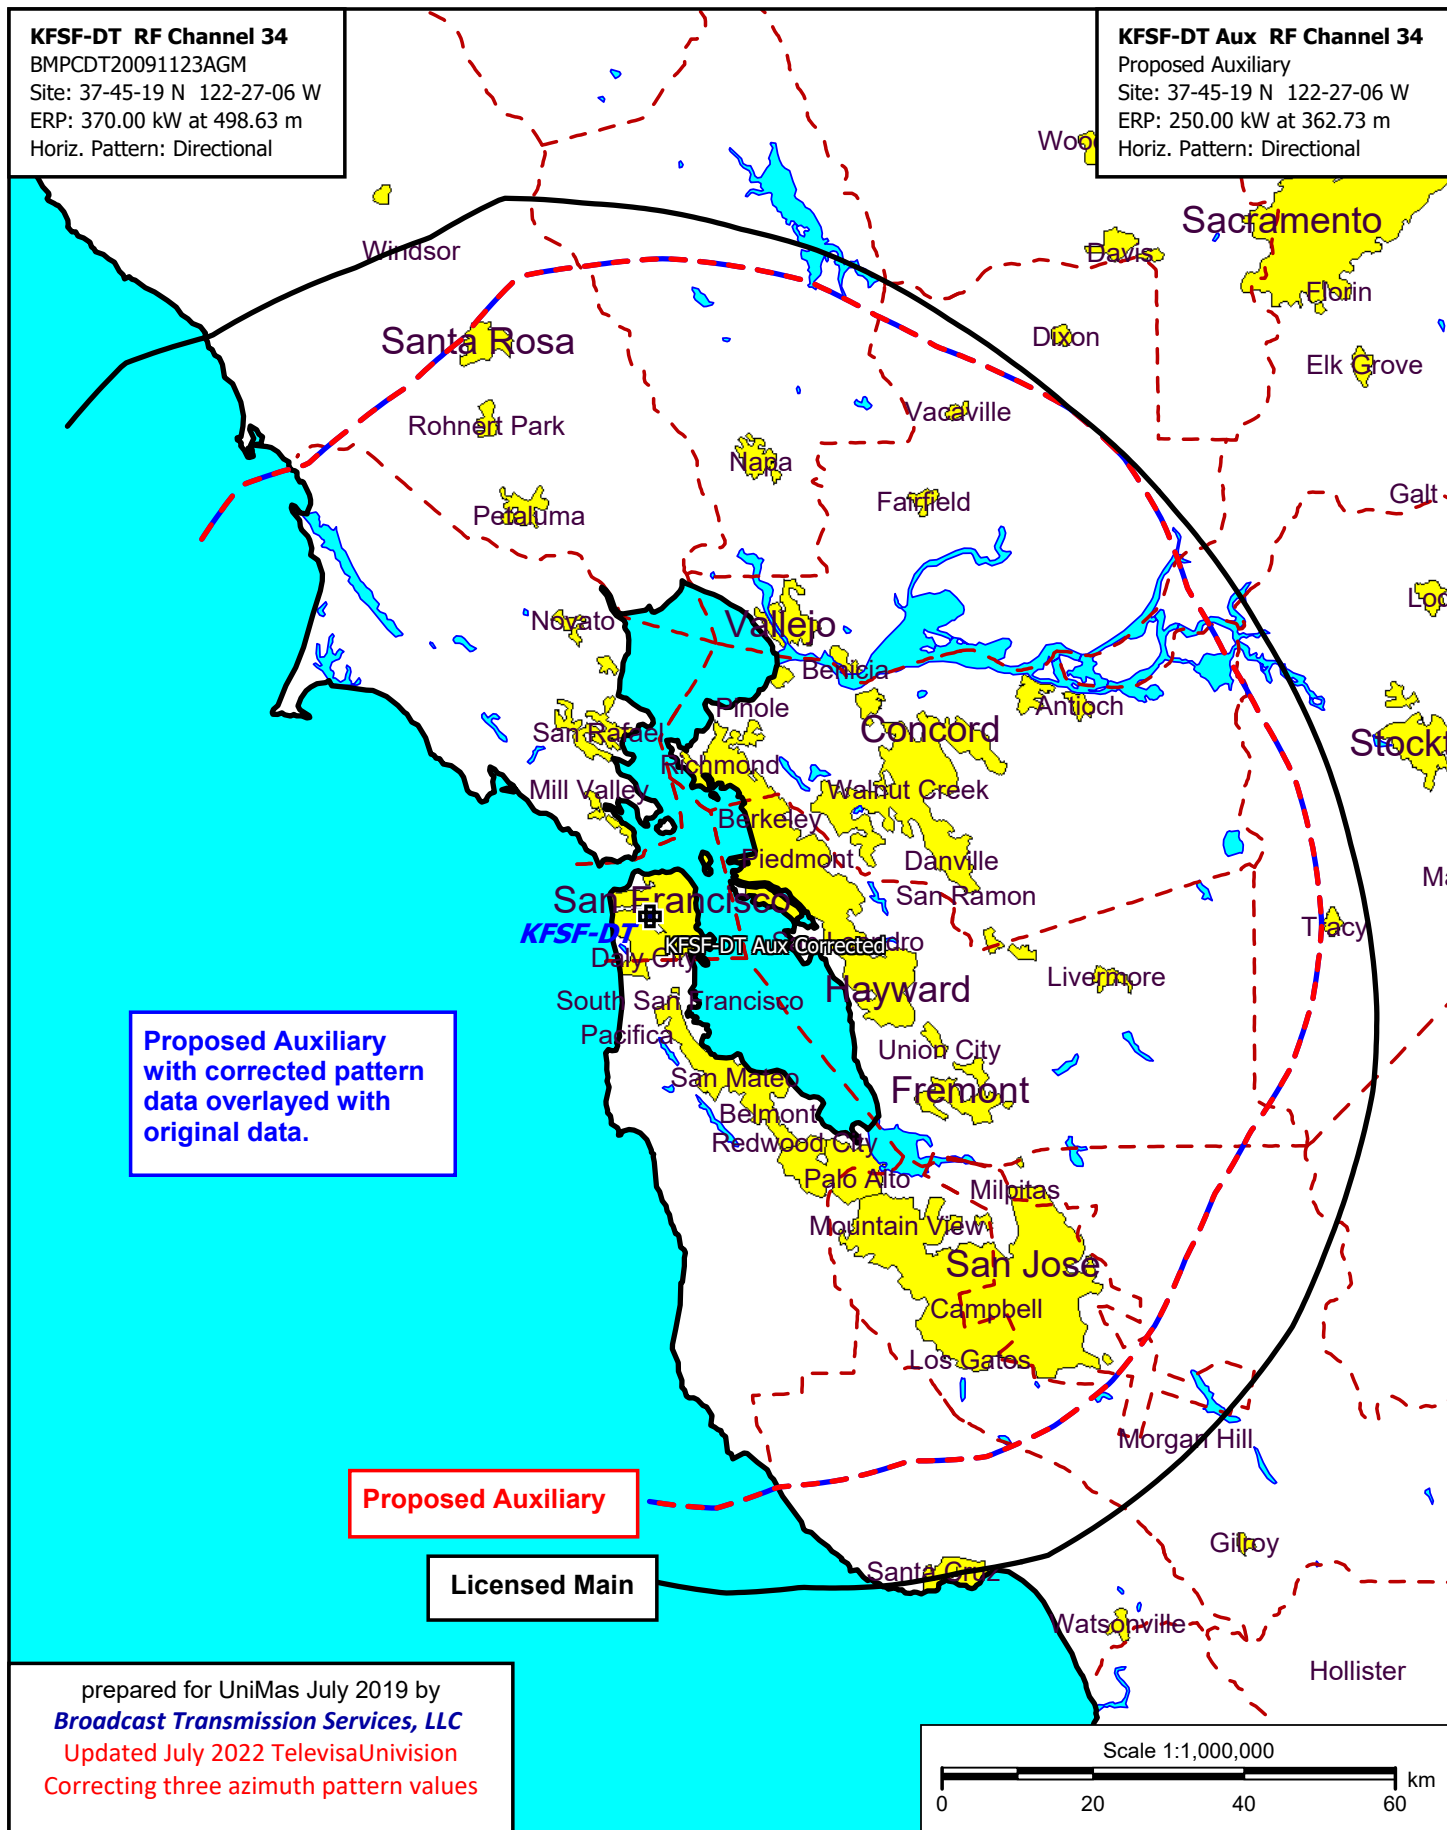 KFSF-DT RF Channel 34
BMPCDT20091123AGM
Site: 37-45-19 N 122-27-06 W
ERP: 370.00 kW at 498.63 m
Horiz. Pattern: Directional
KFSF-DT Aux RF Channel 34
Proposed Auxiliary
Site: 37-45-19 N 122-27-06 W
ERP: 250.00 kW at 362.73 m
Horiz. Pattern: Directional
Wood
Sacramento
Windsor
Davis
Florin
Santa Rosa
Dixon
Elk Grove
Rohnert Park
Vacaville
Napa
Galt
Fairfield
Petaluma
Lod
Novato
Vallejo
Benicia
Pinole
Antioch
San Rafael
Concord
Stockt
Richmond
Mill Valley
Walnut Creek
Berkeley
Piedmont
Danville
Ma
San Ramon
San Francisco
Tracy
KFSF-DT
KFSF-DT Aux Corrected
Daly City
Livermore
Hayward
South San Francisco
Pacifica
Union City
San Mateo
Fremont
Belmont
Redwood City
Palo Alto
Milpitas
Mountain View
San Jose
Campbell
Los Gatos
Morgan Hill
Proposed Auxiliary
with corrected pattern
data overlayed with
original data.
Proposed Auxiliary
Gilroy
Licensed Main
Santa Cruz
Watsonville
Hollister
prepared for UniMas July 2019 by
Broadcast Transmission Services, LLC
Updated July 2022 TelevisaUnivision
Correcting three azimuth pattern values
Scale 1:1,000,000
km
0 20 40 60